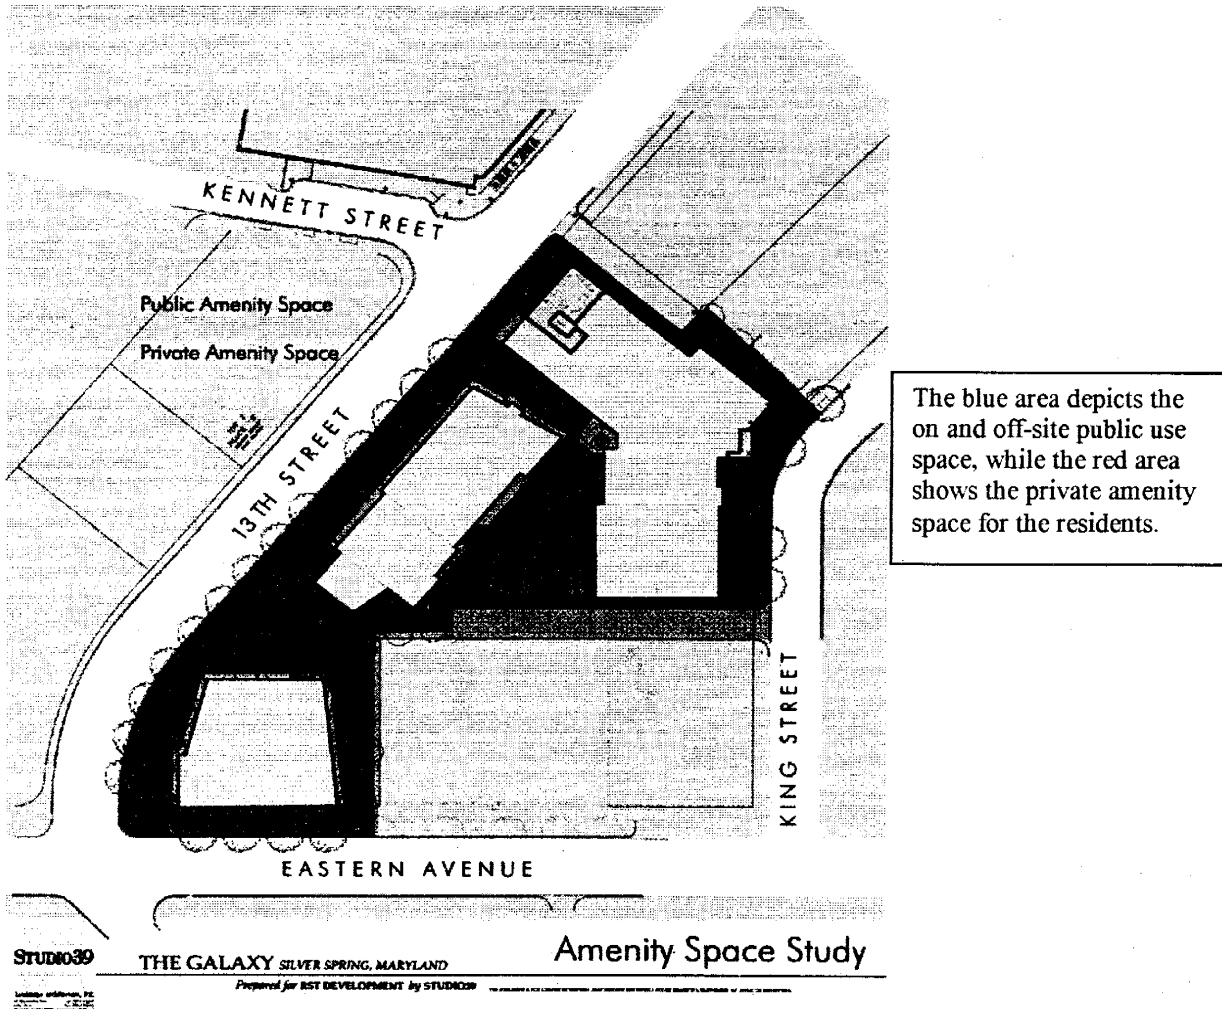 KENNETT STREET
Public Amenity Space
Private Amenity Space
13TH STREET
The blue area depicts the
on and off-site public use
space, while the red area
shows the private amenity
space for the residents.
KING STREET
EASTERN AVENUE
STUDIO39
THE GALAXY SILVER SPRING, MARYLAND
Amenity Space Study
Prepared for RST DEVELOPMENT by STUDIO39